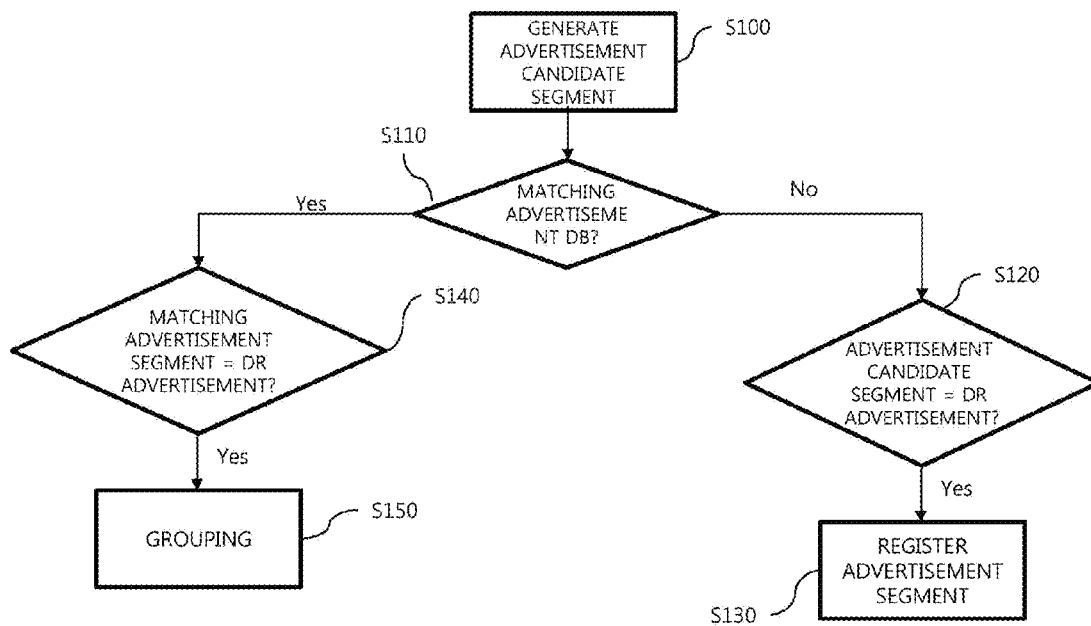 GENERATE
ADVERTISEMENT
CANDIDATE
SEGMENT
S100
S110
MATCHING
ADVERTISEME
NT DB?
Yes
No
S140
MATCHING
ADVERTISEMENT
SEGMENT = DR
ADVERTISEMENT?
S120
ADVERTISEMENT
CANDIDATE
SEGMENT = DR
ADVERTISEMENT?
Yes
GROUPING
S150
Yes
REGISTER
ADVERTISEMENT
SEGMENT
S130